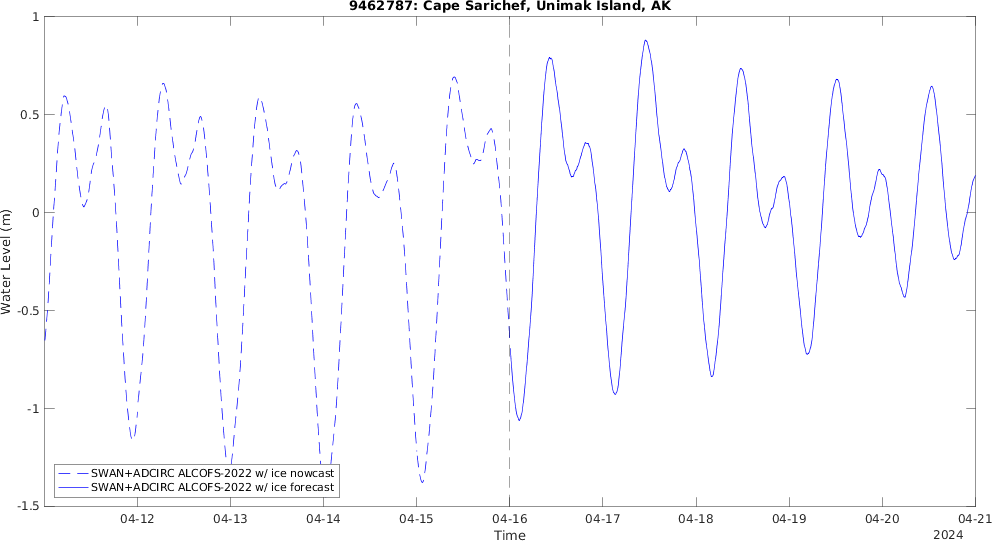 9462787: Cape Sarichef, Unimak Island, AK
1
0.5
0
-0.5
-1
-1.5
Water Level (m)
SWAN+ADCIRC ALCOFS-2022 w/ ice nowcast
SWAN+ADCIRC ALCOFS-2022 w/ ice forecast
04-12 04-13 04-14 04-15 04-16 04-17 04-18 04-19 04-20 04-21
Time
2024